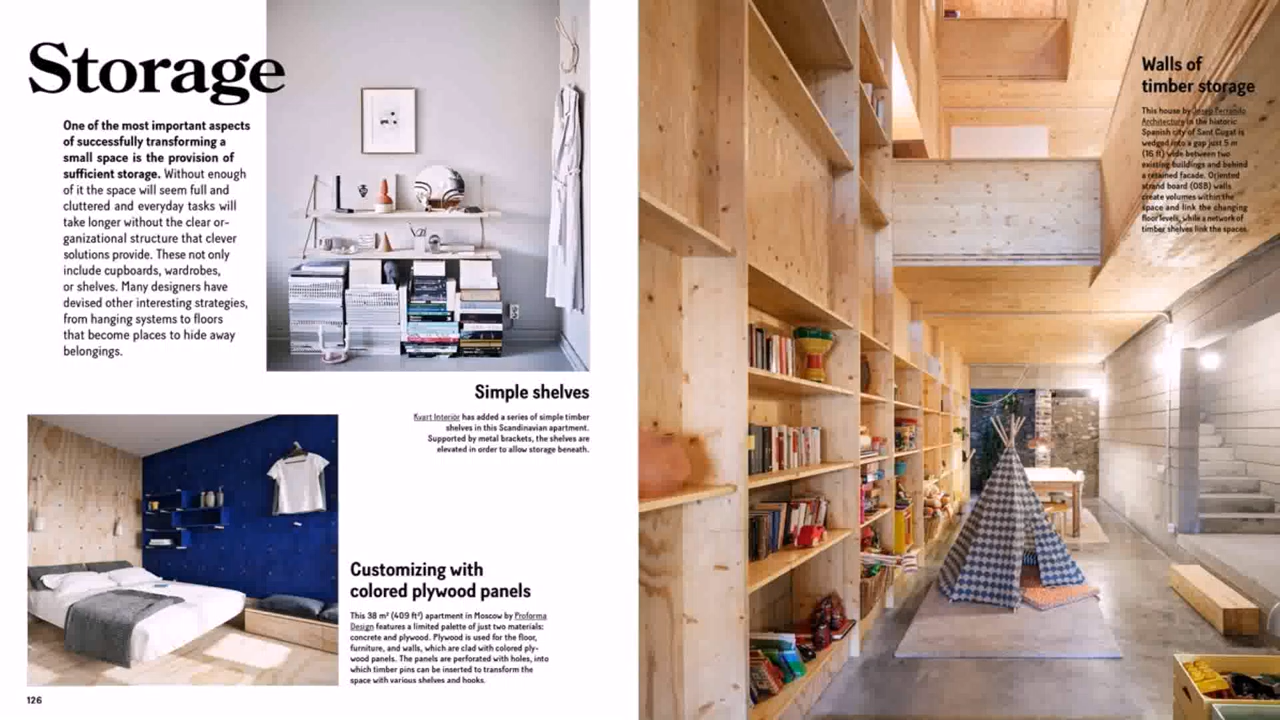 Storage
One of the most important aspects
of successfully transforming a
small space is the provision of
sufficient storage. Without enough
of it the space will seem full and
cluttered and everyday tasks will
take longer without the clear or-
ganizational structure that clever
solutions provide. These not only
include cupboards, wardrobes,
or shelves. Many designers have
devised other interesting strategies,
from hanging systems to floors
that become places to hide away
belongings.
Simple shelves
Kvart Interiör has added a series of simple timber
shelves in this Scandinavian apartment.
Supported by metal brackets, the shelves are
elevated in order to allow storage beneath.
Customizing with
colored plywood panels
This 38 m² (409 ft²) apartment in Moscow by Proforma
Design features a limited palette of just two materials:
concrete and plywood. Plywood is used for the floor,
furniture, and walls, which are clad with colored ply-
wood panels. The panels are perforated with holes, into
which timber pins can be inserted to transform the
space with various shelves and hooks.
126
Walls of
timber storage
This house by Josep Ferrando
Architecture in the historic
Spanish city of Sant Cugat is
wedged into a gap just 5 m
(16 ft) wide between two
existing buildings and behind
a retained facade. Oriented
strand board (OSB) walls
create volumes within the
space and link the changing
floor levels, while a network of
timber shelves link the spaces.